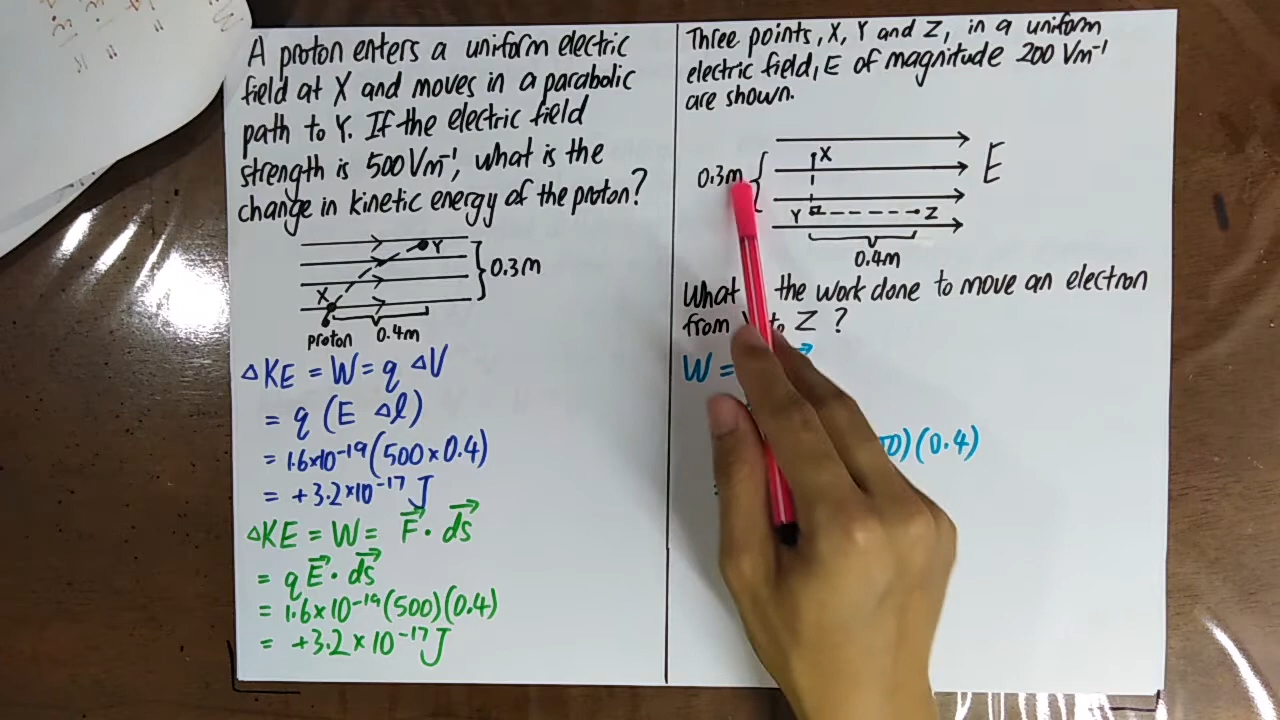 A proton enters a uniform electric
field at X and moves in a parabolic
path to Y. If the electric field
strength is 500 Vm⁻¹, what is the
change in kinetic energy of the proton?
Y
0.3m
X
proton 0.4m
ΔKE = W = q ΔV
= q (E Δl)
= 1.6×10⁻¹⁹ (500×0.4)
= +3.2×10⁻¹⁷ J
ΔKE = W = F⃗ · ds⃗
= qE⃗ · ds⃗
= 1.6×10⁻¹⁹ (500)(0.4)
= +3.2×10⁻¹⁷ J
Three points, X, Y and Z, in a uniform
electric field, E of magnitude 200 Vm⁻¹
are shown.
X
E
0.3m
Y Z
0.4m
What the work done to move an electron
from to Z ?
W =
0)(0.4)